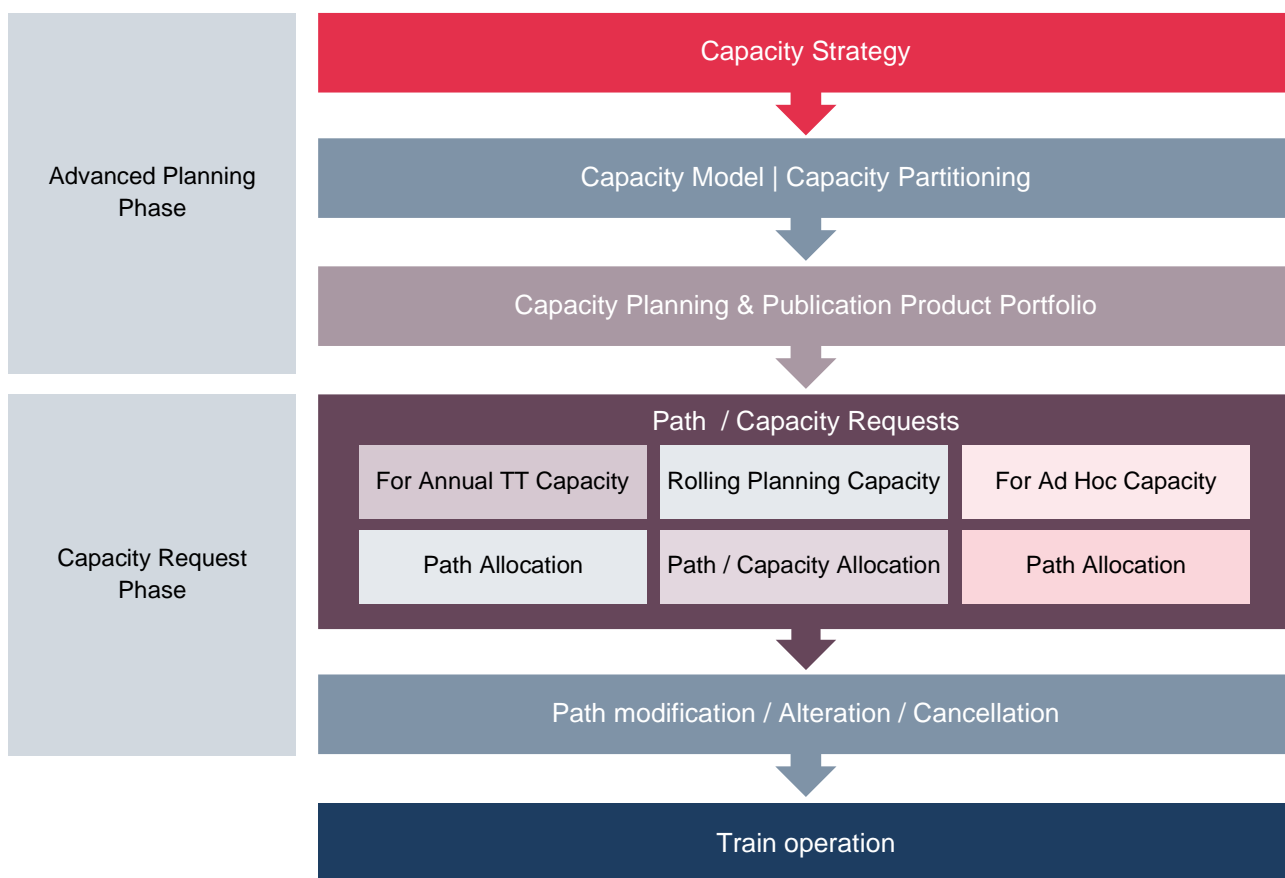 Capacity Strategy
Advanced Planning
Phase
Capacity Model | Capacity Partitioning
Capacity Planning & Publication Product Portfolio
Capacity Request
Phase
Path / Capacity Requests
For Annual TT Capacity
Rolling Planning Capacity
For Ad Hoc Capacity
Path Allocation
Path / Capacity Allocation
Path Allocation
Path modification / Alteration / Cancellation
Train operation